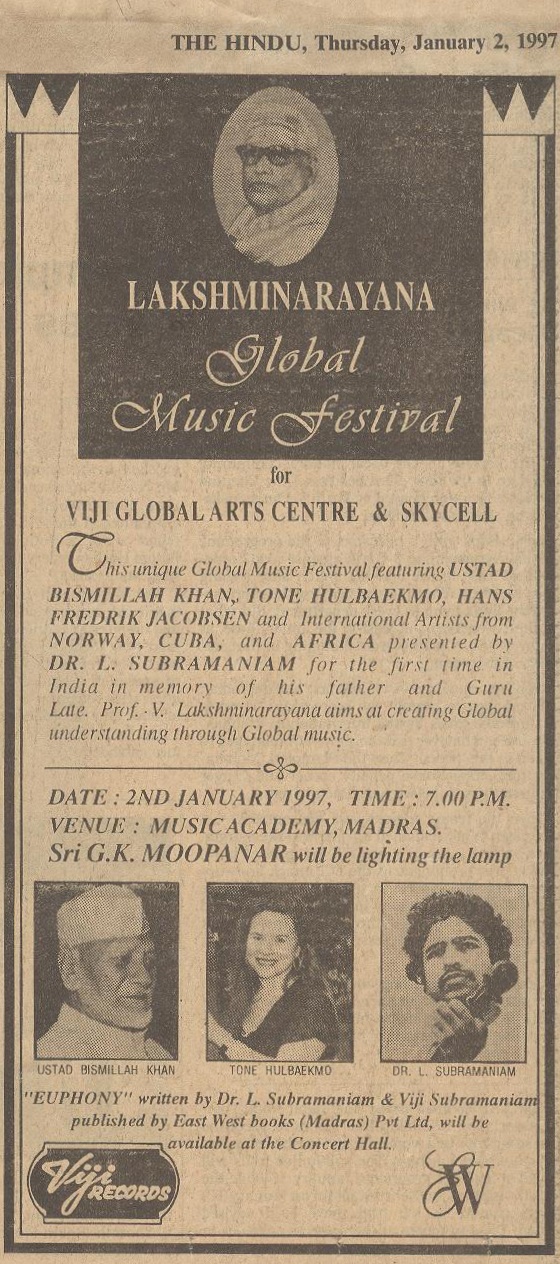 THE HINDU, Thursday, January 2, 1997
LAKSHMINARAYANA
Global
Music Festival
for
VIJI GLOBAL ARTS CENTRE & SKYCELL
This unique Global Music Festival featuring USTAD
BISMILLAH KHAN, TONE HULBAEKMO, HANS
FREDRIK JACOBSEN and International Artists from
NORWAY, CUBA, and AFRICA presented by
DR. L. SUBRAMANIAM for the first time in
India in memory of his father and Guru
Late. Prof. V. Lakshminarayana aims at creating Global
understanding through Global music.
DATE : 2ND JANUARY 1997, TIME : 7.00 P.M.
VENUE : MUSIC ACADEMY, MADRAS.
Sri G.K. MOOPANAR will be lighting the lamp
USTAD BISMILLAH KHAN TONE HULBAEKMO DR. L. SUBRAMANIAM
"EUPHONY" written by Dr. L. Subramaniam & Viji Subramaniam
published by East West books (Madras) Pvt Ltd, will be
available at the Concert Hall.
Viji
RECORDS
EW